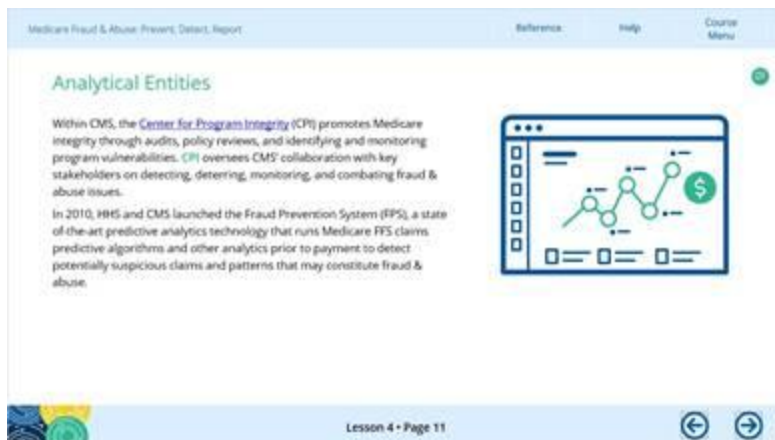 Medicare Fraud & Abuse: Prevent, Detect, Report
Reference
Help
Course
Menu
Analytical Entities
Within CMS, the Center for Program Integrity (CPI) promotes Medicare
integrity through audits, policy reviews, and identifying and monitoring
program vulnerabilities. CPI oversees CMS' collaboration with key
stakeholders on detecting, deterring, monitoring, and combating fraud &
abuse issues.
In 2010, HHS and CMS launched the Fraud Prevention System (FPS), a state
of-the-art predictive analytics technology that runs Medicare FFS claims
predictive algorithms and other analytics prior to payment to detect
potentially suspicious claims and patterns that may constitute fraud &
abuse.
$
Lesson 4 • Page 11